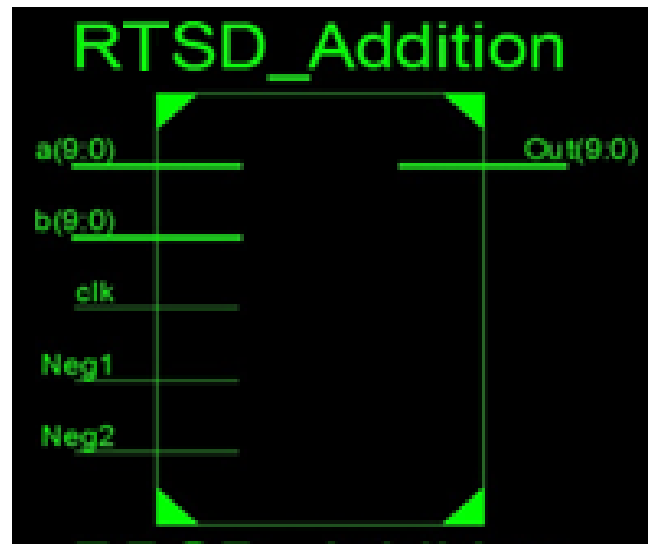 RTSD_Addition
a(9:0)
Out(9:0)
b(9:0)
clk
Neg1
Neg2